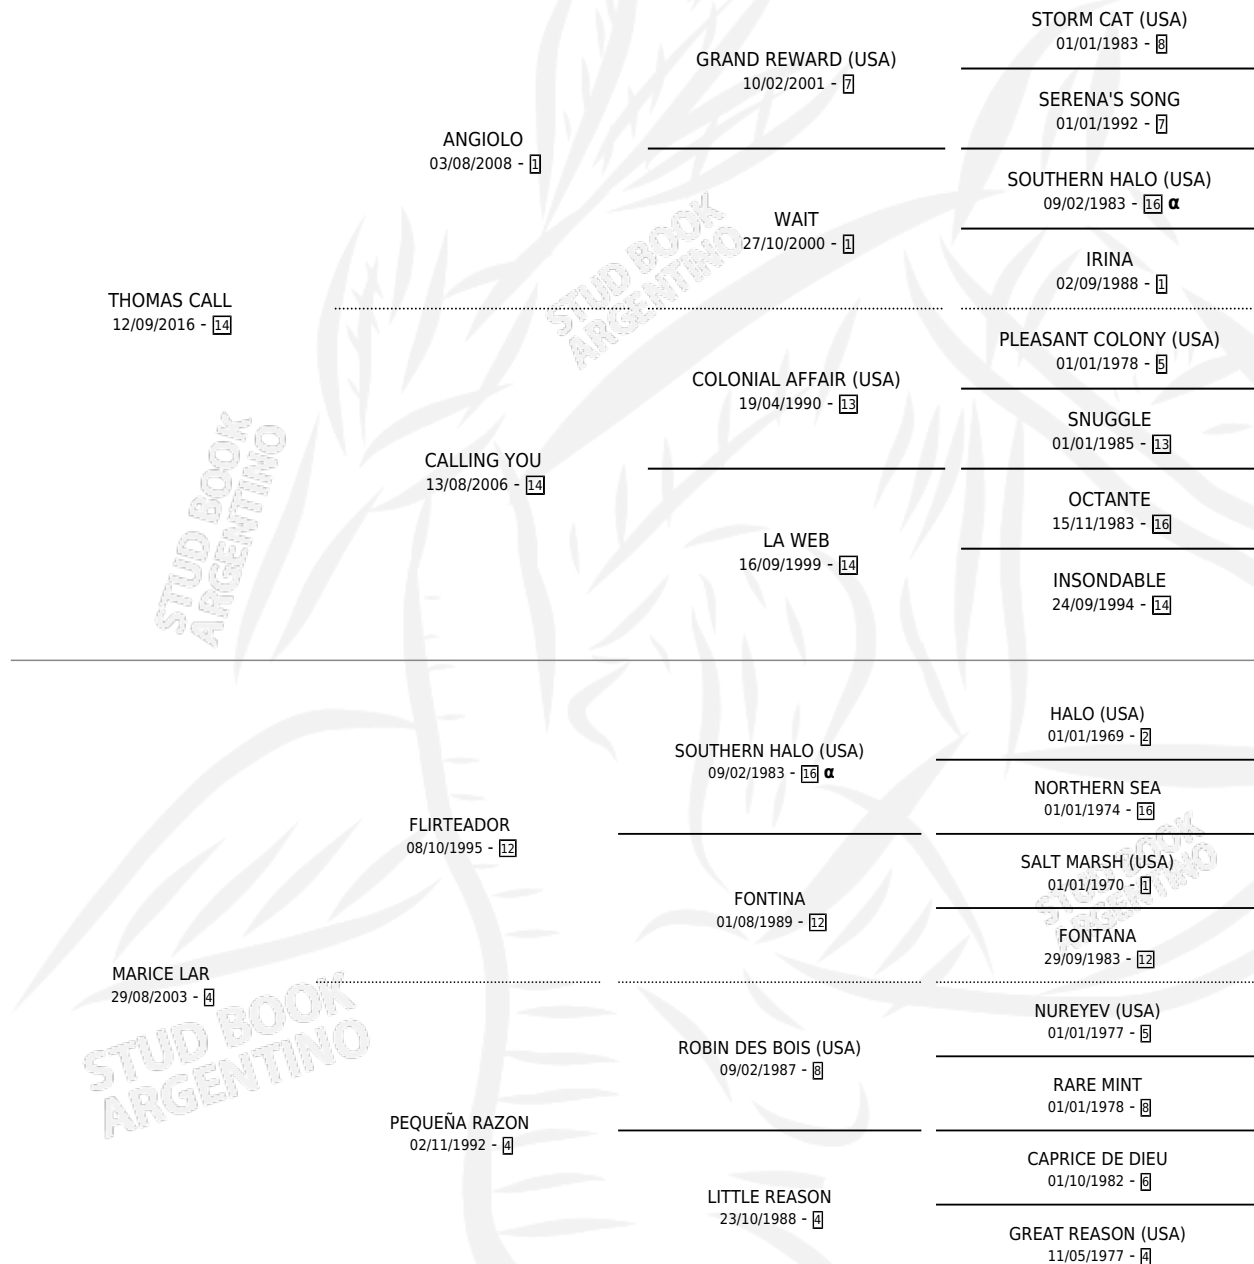 STORM CAT (USA)
01/01/1983 - 8
GRAND REWARD (USA)
10/02/2001 - 7
SERENA'S SONG
01/01/1992 - 7
ANGIOLO
03/08/2008 - 1
SOUTHERN HALO (USA)
09/02/1983 - 16 α
WAIT
27/10/2000 - 1
IRINA
02/09/1988 - 1
THOMAS CALL
12/09/2016 - 14
PLEASANT COLONY (USA)
01/01/1978 - 5
COLONIAL AFFAIR (USA)
19/04/1990 - 13
SNUGGLE
01/01/1985 - 13
CALLING YOU
13/08/2006 - 14
OCTANTE
15/11/1983 - 16
LA WEB
16/09/1999 - 14
INSONDABLE
24/09/1994 - 14
STUD BOOK
ARGENTINO
STUD BOOK
ARGENTINO
HALO (USA)
01/01/1969 - 2
SOUTHERN HALO (USA)
09/02/1983 - 16 α
NORTHERN SEA
01/01/1974 - 16
FLIRTEADOR
08/10/1995 - 12
SALT MARSH (USA)
01/01/1970 - 1
FONTINA
01/08/1989 - 12
FONTANA
29/09/1983 - 12
STUD BOOK
ARGENTINO
MARICE LAR
29/08/2003 - 4
NUREYEV (USA)
01/01/1977 - 5
ROBIN DES BOIS (USA)
09/02/1987 - 8
RARE MINT
01/01/1978 - 8
PEQUEÑA RAZON
02/11/1992 - 4
CAPRICE DE DIEU
01/10/1982 - 6
LITTLE REASON
23/10/1988 - 4
GREAT REASON (USA)
11/05/1977 - 4
STUD BOOK
ARGENTINO